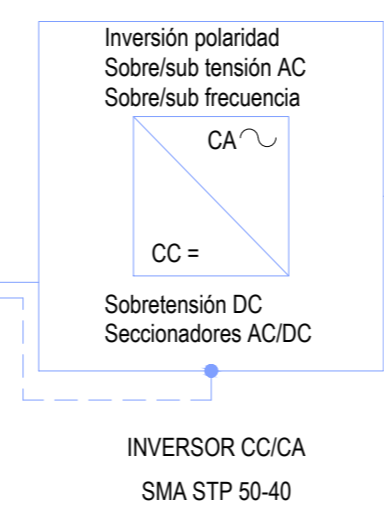 Inversión polaridad
Sobre/sub tensión AC
Sobre/sub frecuencia
CA
CC =
Sobretensión DC
Seccionadores AC/DC
INVERSOR CC/CA
SMA STP 50-40